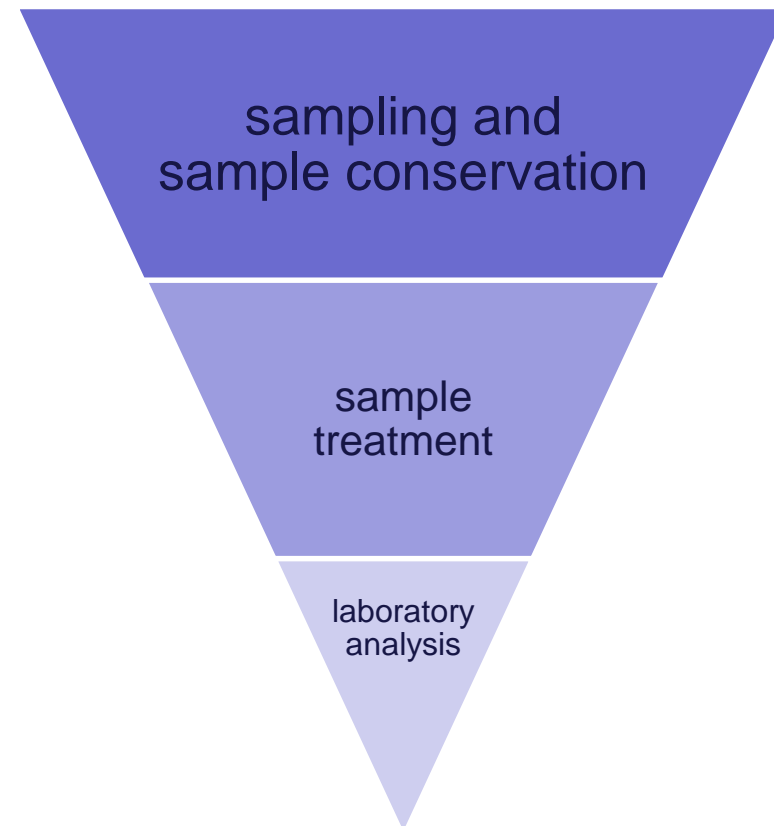 sampling and
sample conservation
sample
treatment
laboratory
analysis